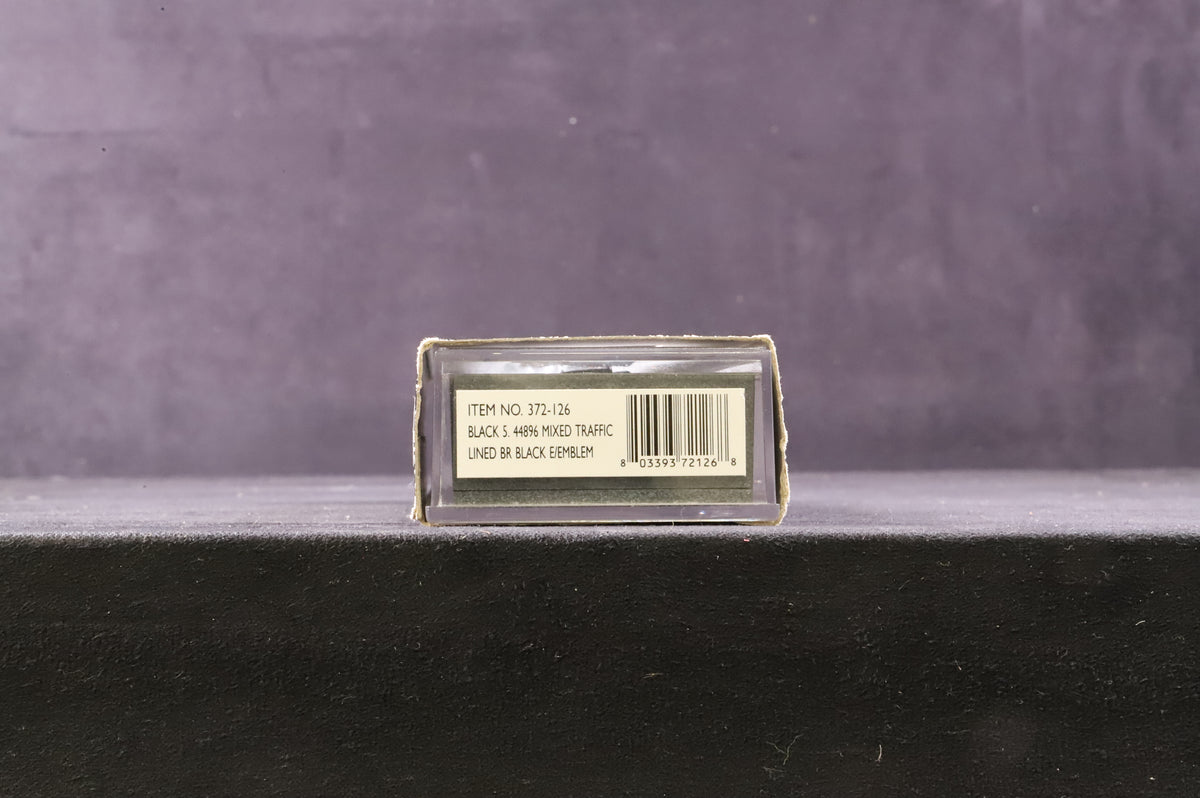 ITEM NO. 372-126
BLACK 5. 44896 MIXED TRAFFIC
LINED BR BLACK E/EMBLEM
8 03393 72126 8